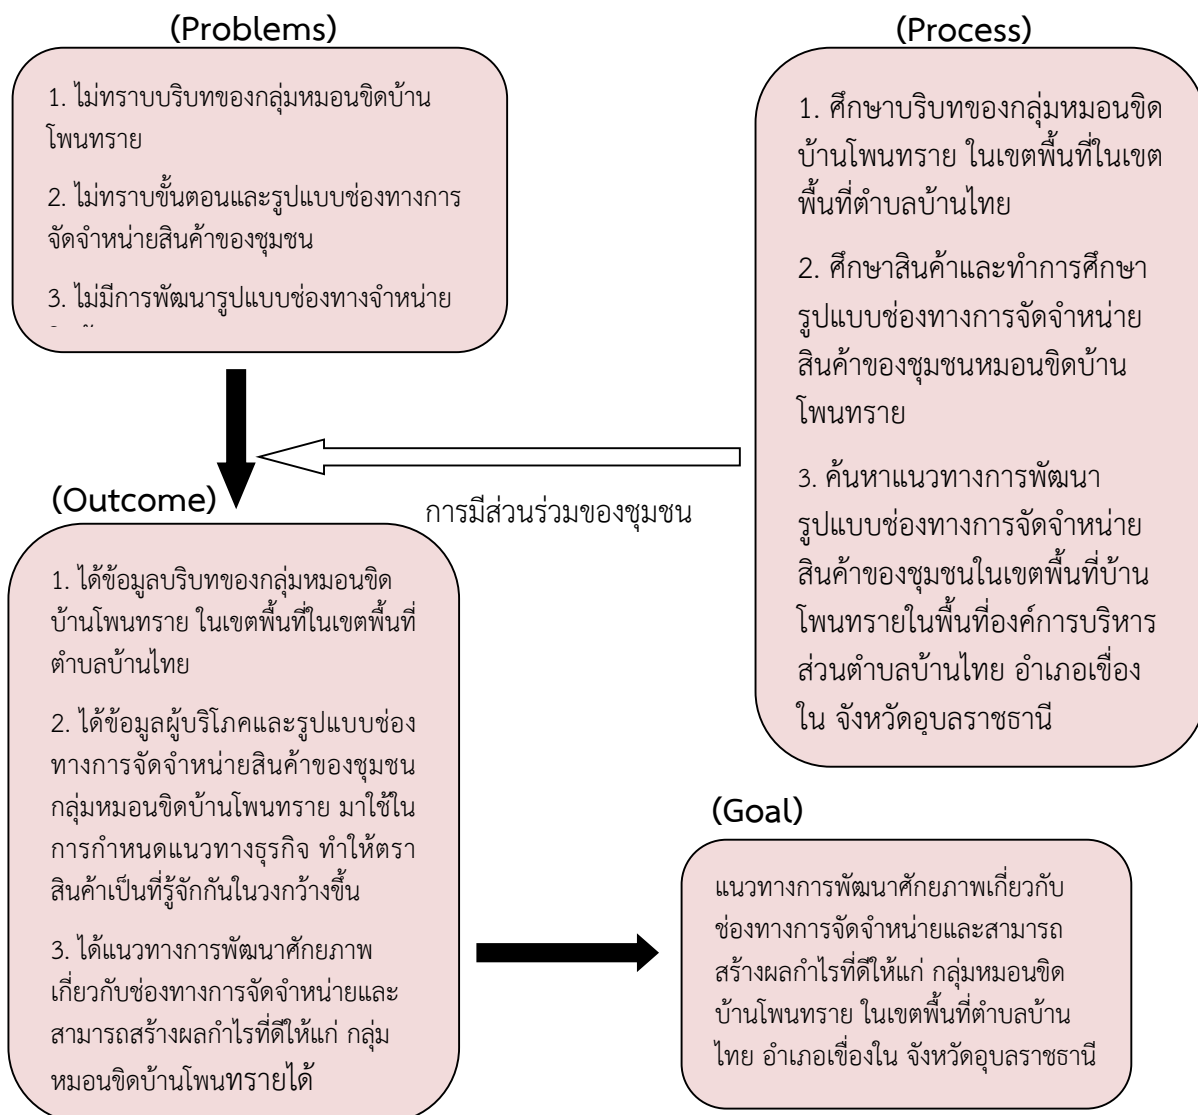 (Problems)
1. ไม่ทราบบริบทของกลุ่มหมอนขิดบ้าน
โพนทราย
2. ไม่ทราบขั้นตอนและรูปแบบช่องทางการ
จัดจำหน่ายสินค้าของชุมชน
3. ไม่มีการพัฒนารูปแบบช่องทางจำหน่าย
(Process)
1. ศึกษาบริบทของกลุ่มหมอนขิด
บ้านโพนทราย ในเขตพื้นที่ในเขต
พื้นที่ตำบลบ้านไทย
2. ศึกษาสินค้าและทำการศึกษา
รูปแบบช่องทางการจัดจำหน่าย
สินค้าของชุมชนหมอนขิดบ้าน
โพนทราย
3. ค้นหาแนวทางการพัฒนา
รูปแบบช่องทางการจัดจำหน่าย
สินค้าของชุมชนในเขตพื้นที่บ้าน
โพนทรายในพื้นที่องค์การบริหาร
ส่วนตำบลบ้านไทย อำเภอเขื่อง
ใน จังหวัดอุบลราชธานี
การมีส่วนร่วมของชุมชน
(Outcome)
1. ได้ข้อมูลบริบทของกลุ่มหมอนขิด
บ้านโพนทราย ในเขตพื้นที่ในเขตพื้นที่
ตำบลบ้านไทย
2. ได้ข้อมูลผู้บริโภคและรูปแบบช่อง
ทางการจัดจำหน่ายสินค้าของชุมชน
กลุ่มหมอนขิดบ้านโพนทราย มาใช้ใน
การกำหนดแนวทางธุรกิจ ทำให้ตรา
สินค้าเป็นที่รู้จักกันในวงกว้างขึ้น
3. ได้แนวทางการพัฒนาศักยภาพ
เกี่ยวกับช่องทางการจัดจำหน่ายและ
สามารถสร้างผลกำไรที่ดีให้แก่ กลุ่ม
หมอนขิดบ้านโพนทรายได้
(Goal)
แนวทางการพัฒนาศักยภาพเกี่ยวกับ
ช่องทางการจัดจำหน่ายและสามารถ
สร้างผลกำไรที่ดีให้แก่ กลุ่มหมอนขิด
บ้านโพนทราย ในเขตพื้นที่ตำบลบ้าน
ไทย อำเภอเขื่องใน จังหวัดอุบลราชธานี